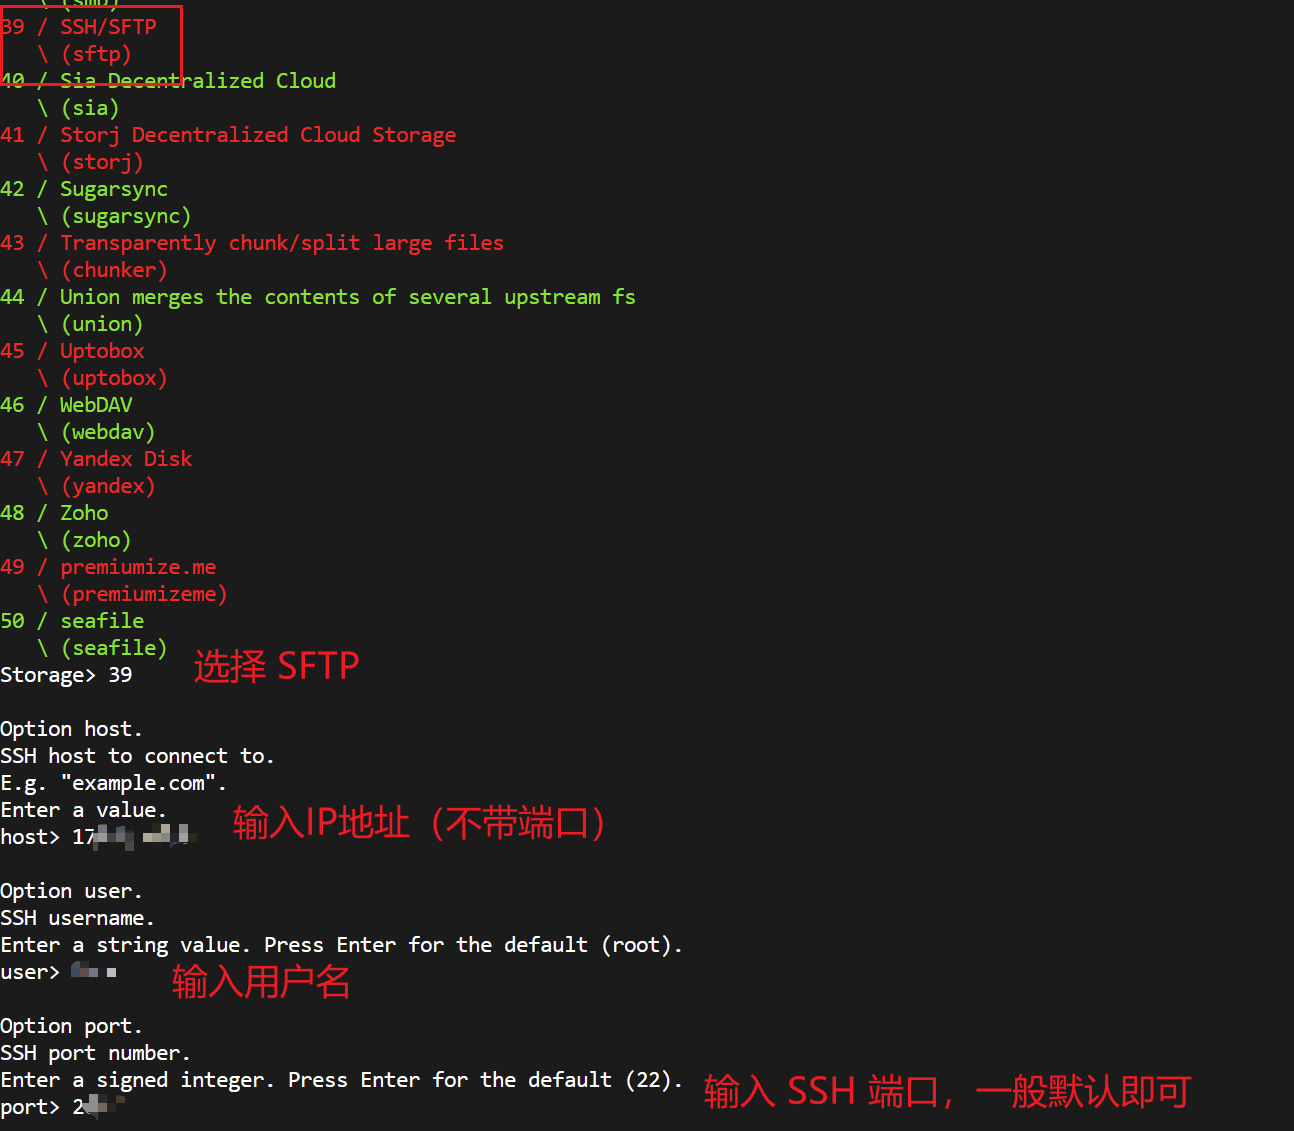 \ (smb)
39 / SSH/SFTP
\ (sftp)
40 / Sia Decentralized Cloud
\ (sia)
41 / Storj Decentralized Cloud Storage
\ (storj)
42 / Sugarsync
\ (sugarsync)
43 / Transparently chunk/split large files
\ (chunker)
44 / Union merges the contents of several upstream fs
\ (union)
45 / Uptobox
\ (uptobox)
46 / WebDAV
\ (webdav)
47 / Yandex Disk
\ (yandex)
48 / Zoho
\ (zoho)
49 / premiumize.me
\ (premiumizeme)
50 / seafile
\ (seafile)
选择 SFTP
Storage> 39
Option host.
SSH host to connect to.
E.g. "example.com".
Enter a value.
输入IP地址（不带端口）
host> 17
Option user.
SSH username.
Enter a string value. Press Enter for the default (root).
user>
输入用户名
Option port.
SSH port number.
Enter a signed integer. Press Enter for the default (22).
输入 SSH 端口，一般默认即可
port> 2